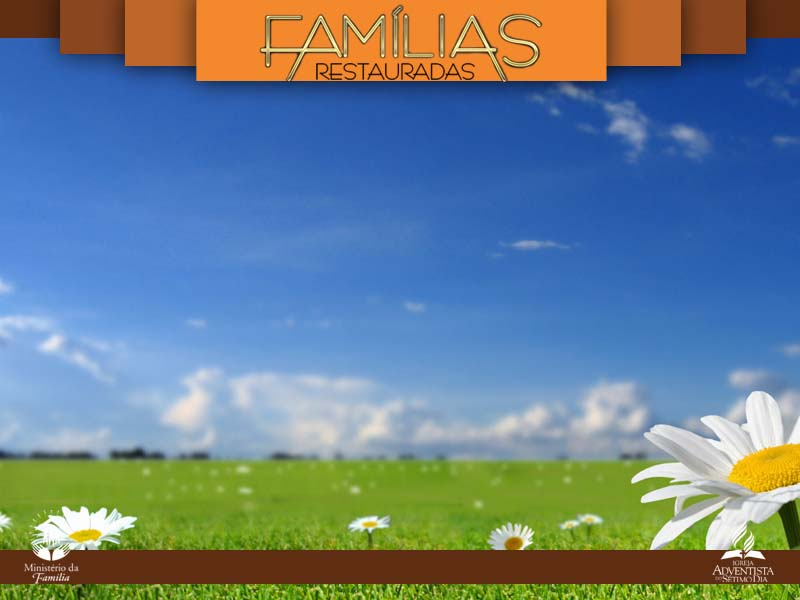 FAMÍLIAS
RESTAURADAS
Ministério da
Família
IGREJA
ADVENTISTA
DO SÉTIMO DIA